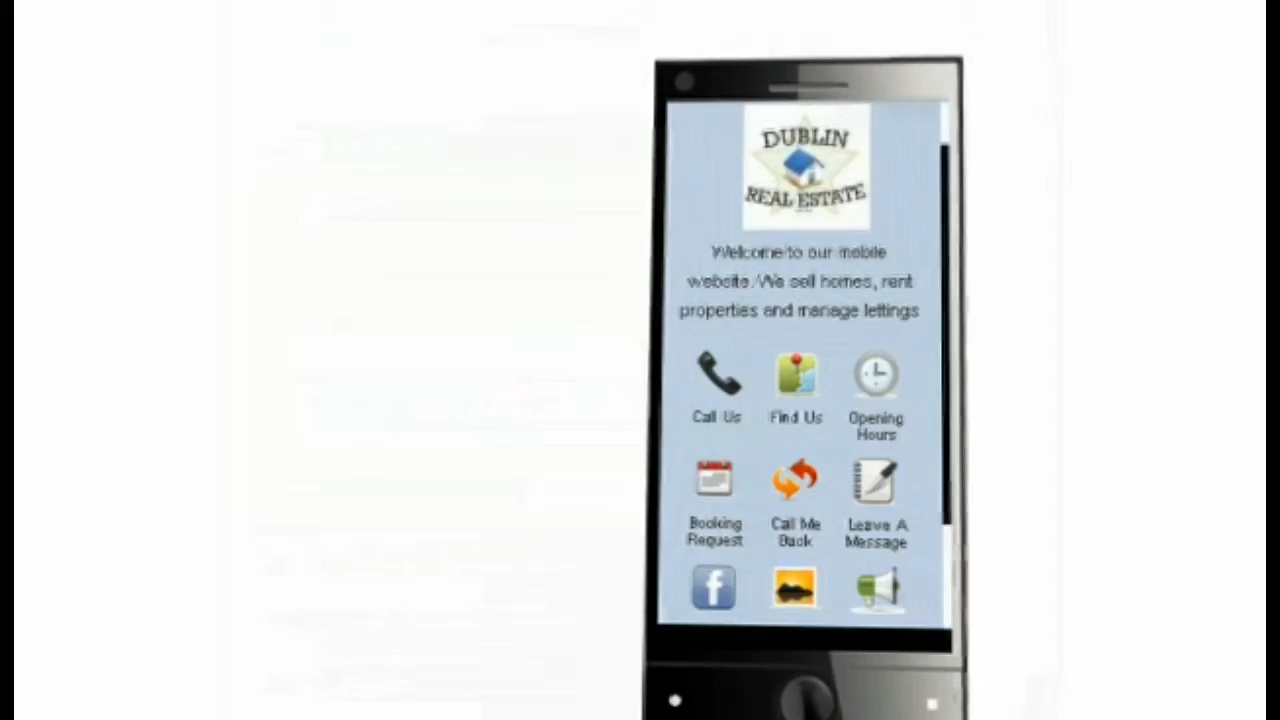 DUBLIN
REAL ESTATE
Welcome to our mobile
website. We sell homes, rent
properties and manage lettings
Call Us
Find Us
Opening
Hours
Booking
Request
Call Me
Back
Leave A
Message
f